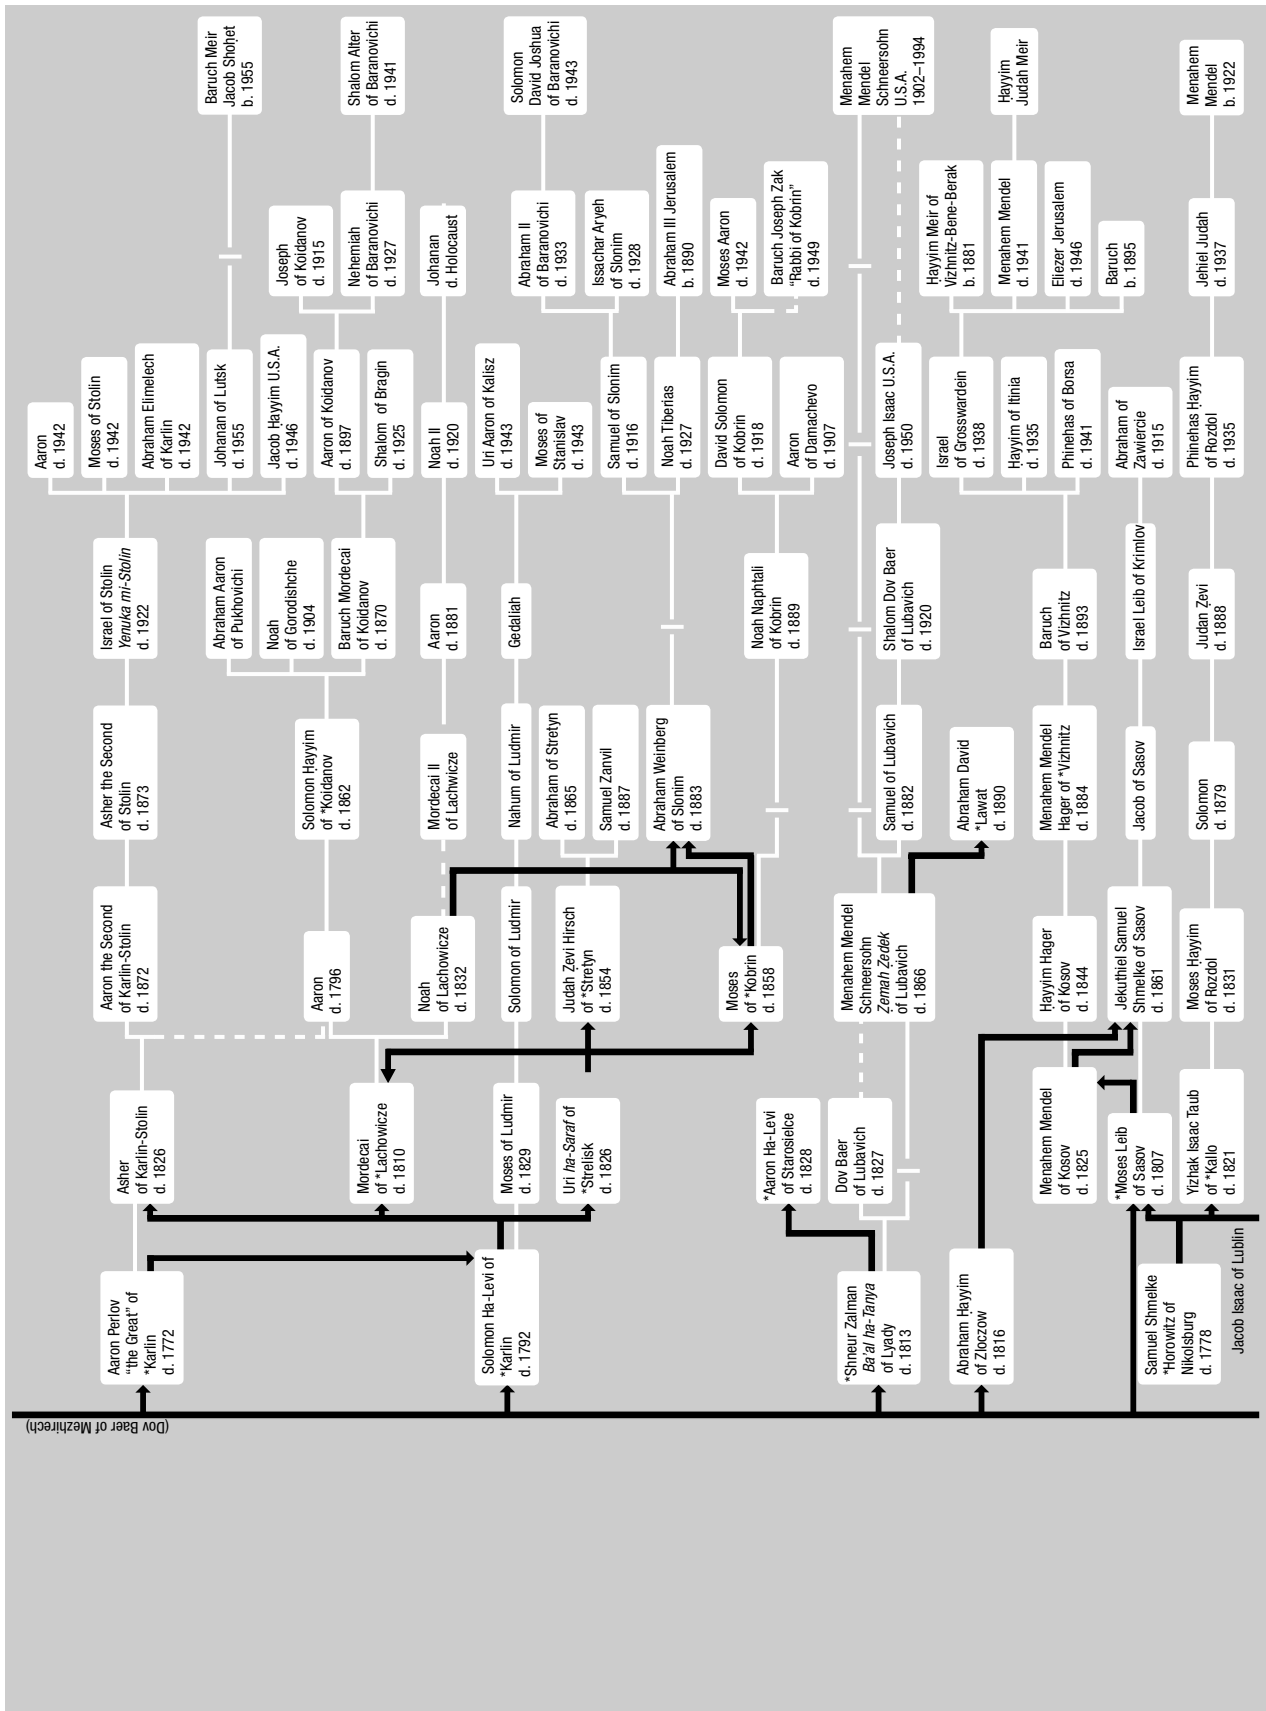 (Dov Baer of Mezhirech)
Aaron Perlov
"the Great" of
*Karlin
d. 1772
Solomon Ha-Levi of
*Karlin
d. 1792
*Shneur Zalman
Ba'al ha-Tanya
of Lyady
d. 1813
Abraham Ḥayyim
of Zloczow
d. 1816
Samuel Shmelke
*Horowitz of
Nikolsburg
d. 1778
Jacob Isaac of Lublin
Asher
of *Karlin-Stolin
d. 1826
Mordecai
of *Lachowicze
d. 1810
Moses of Ludmir
d. 1829
Uri ha-Saraf of
*Strelisk
d. 1826
*Aaron Ha-Levi
of Starosielce
d. 1828
Dov Baer
of Lubavich
d. 1827
Menahem Mendel
of Kosov
d. 1825
*Moses Leib
of Sasov
d. 1807
Yizhak Isaac Taub
of *Kallo
d. 1821
Aaron the Second
of Karlin-Stolin
d. 1872
Aaron
d. 1796
Noah
of Lachowicze
d. 1832
Solomon of Ludmir
Judah Ẓevi Hirsch
of *Stretyn
d. 1854
Moses
of *Kobrin
d. 1858
Menahem Mendel
Schneersohn
Ẓemaḥ Ẓedek
of Lubavich
d. 1866
Ḥayyim Hager
of Kosov
d. 1844
Jekuthiel Samuel
Shmelke of Sasov
d. 1861
Moses Ḥayyim
of Rozdol
d. 1831
Asher the Second
of Stolin
d. 1873
Solomon Ḥayyim
of *Koidanov
d. 1862
Mordecai II
of Lachwicze
Nahum of Ludmir
Abraham of Stretyn
d. 1865
Samuel Zanvil
d. 1887
Abraham Weinberg
of Slonim
d. 1883
Samuel of Lubavich
d. 1882
Abraham David
*Lawat
d. 1890
Menahem Mendel
Hager of *Vizhnitz
d. 1884
Jacob of Sasov
Solomon
d. 1879
Israel of Stolin
Yenuka mi-Stolin
d. 1922
Abraham Aaron
of Pukhovichi
Noah
of Gorodishche
d. 1904
Baruch Mordecai
of Koidanov
d. 1870
Aaron
d. 1881
Gedaliah
Noah Naphtali
of Kobrin
d. 1889
Shalom Dov Baer
of Lubavich
d. 1920
Baruch
of Vizhnitz
d. 1893
Israel Leib of Krimlov
Judan Ẓevi
d. 1888
Aaron
d. 1942
Moses of Stolin
d. 1942
Abraham Elimelech
of Karlin
d. 1942
Johanan of Lutsk
d. 1955
Jacob Ḥayyim U.S.A.
d. 1946
Aaron of Koidanov
d. 1897
Shalom of Bragin
d. 1925
Noah II
d. 1920
Uri Aaron of Kalisz
d. 1943
Moses of
Stanislav
d. 1943
Samuel of Slonim
d. 1916
Noah Tiberias
d. 1927
David Solomon
of Kobrin
d. 1918
Aaron
of Damachevo
d. 1907
Joseph Isaac U.S.A.
d. 1950
Israel
of Grosswardein
d. 1938
Ḥayyim of Itinia
d. 1935
Phinehas of Borsa
d. 1941
Abraham of
Zawiercie
d. 1915
Phinehas Ḥayyim
of Rozdol
d. 1935
Joseph
of Koidanov
d. 1915
Nehemiah
of Baranovichi
d. 1927
Johanan
d. Holocaust
Abraham II
of Baranovichi
d. 1933
Issachar Aryeh
of Slonim
d. 1928
Abraham III Jerusalem
b. 1890
Moses Aaron
d. 1942
Baruch Joseph Zak
"Rabbi of Kobrin"
d. 1949
Ḥayyim Meir of
Vizhnitz-Bene-Berak
b. 1881
Menahem Mendel
d. 1941
Eliezer Jerusalem
d. 1946
Baruch
b. 1895
Jehiel Judah
d. 1937
Baruch Meir
Jacob Shoḥet
b. 1955
Shalom Alter
of Baranovichi
d. 1941
Solomon
David Joshua
of Baranovichi
d. 1943
Menahem
Mendel
Schneersohn
U.S.A.
1902–1994
Ḥayyim
Judah Meir
Menahem
Mendel
b. 1922